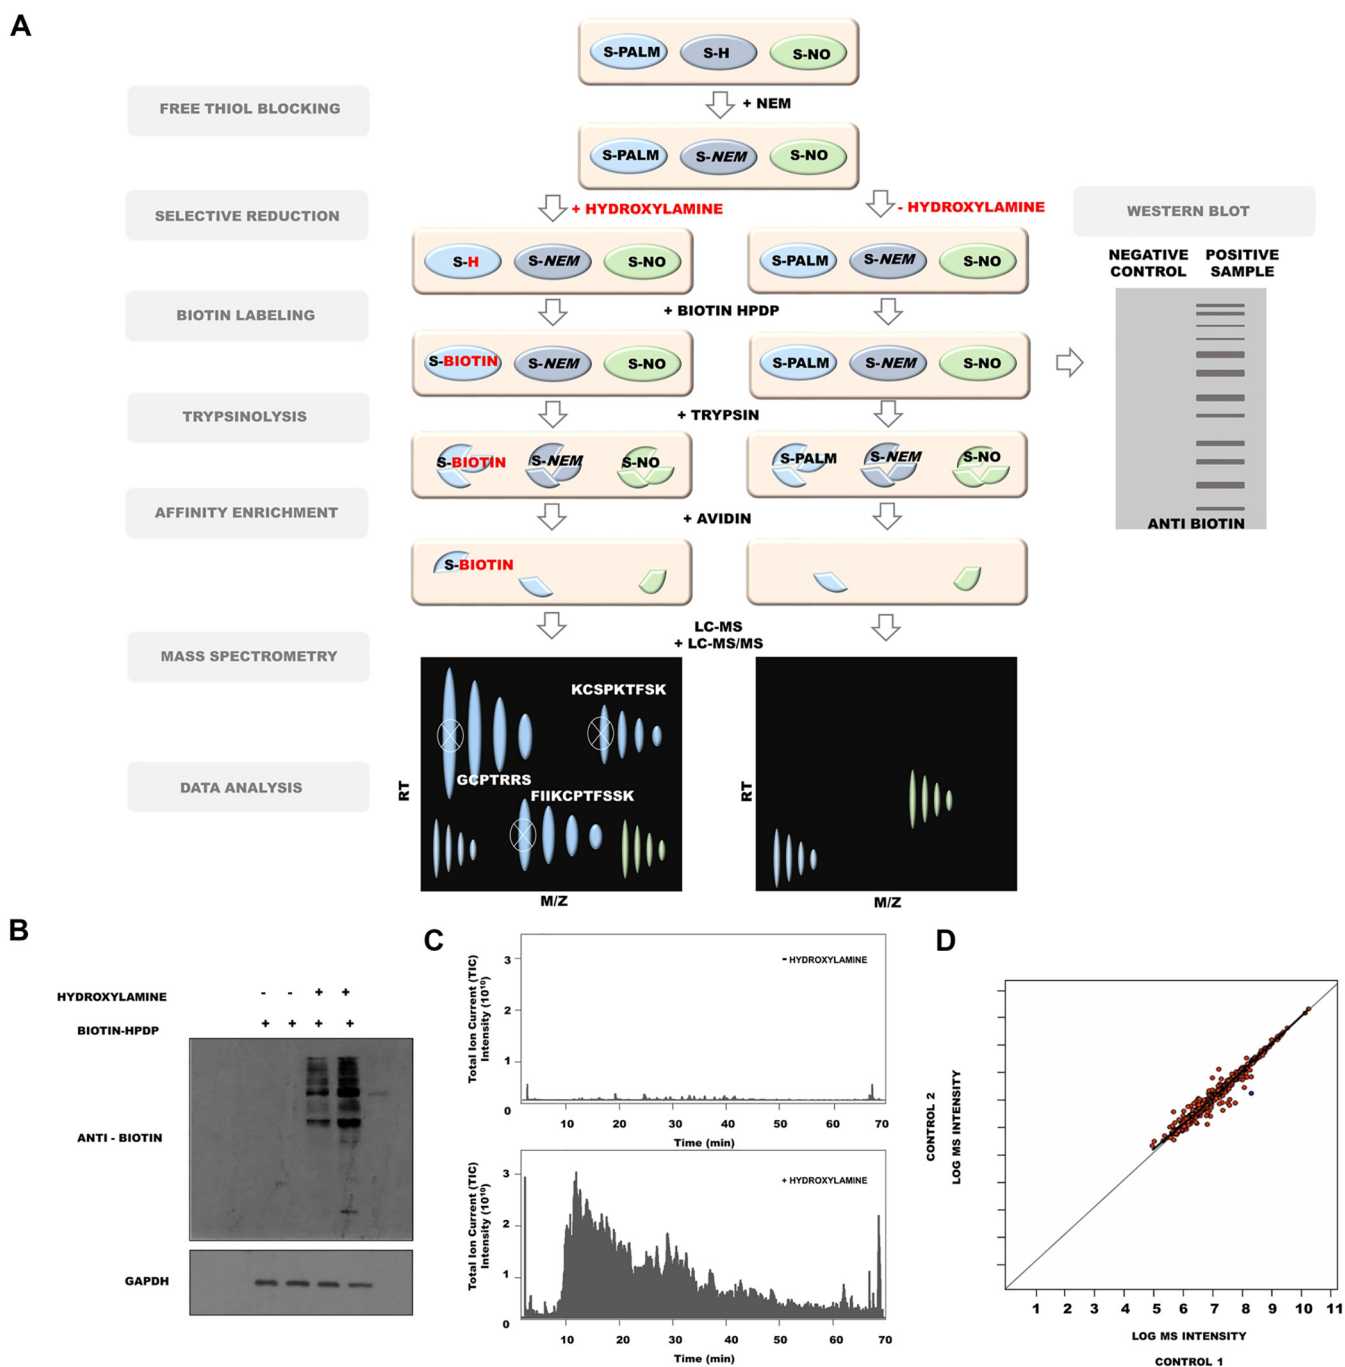 A
S-PALM S-H S-NO
FREE THIOL BLOCKING
+ NEM
S-PALM S-NEM S-NO
SELECTIVE REDUCTION
+ HYDROXYLAMINE
- HYDROXYLAMINE
WESTERN BLOT
S-H S-NEM S-NO
S-PALM S-NEM S-NO
NEGATIVE CONTROL
POSITIVE SAMPLE
BIOTIN LABELING
+ BIOTIN HPDP
S-BIOTIN S-NEM S-NO
S-PALM S-NEM S-NO
TRYPSINOLYSIS
+ TRYPSIN
S-BIOTIN S-NEM S-NO
S-PALM S-NEM S-NO
AFFINITY ENRICHMENT
+ AVIDIN
ANTI BIOTIN
S-BIOTIN
LC-MS
+ LC-MS/MS
MASS SPECTROMETRY
KCSPKTFSK
GCPTRRS
FIIKCPTFSSK
DATA ANALYSIS
RT
M/Z
RT
M/Z
B
HYDROXYLAMINE - - + +
BIOTIN-HPDP + + + +
ANTI - BIOTIN
GAPDH
C
Total Ion Current (TIC)
Intensity (10¹⁰)
- HYDROXYLAMINE
3
2
1
0
10 20 30 40 50 60 70
Time (min)
Total Ion Current (TIC)
Intensity (10¹⁰)
+ HYDROXYLAMINE
3
2
1
0
10 20 30 40 50 60 70
Time (min)
D
CONTROL 2
LOG MS INTENSITY
1 2 3 4 5 6 7 8 9 10 11
LOG MS INTENSITY
CONTROL 1